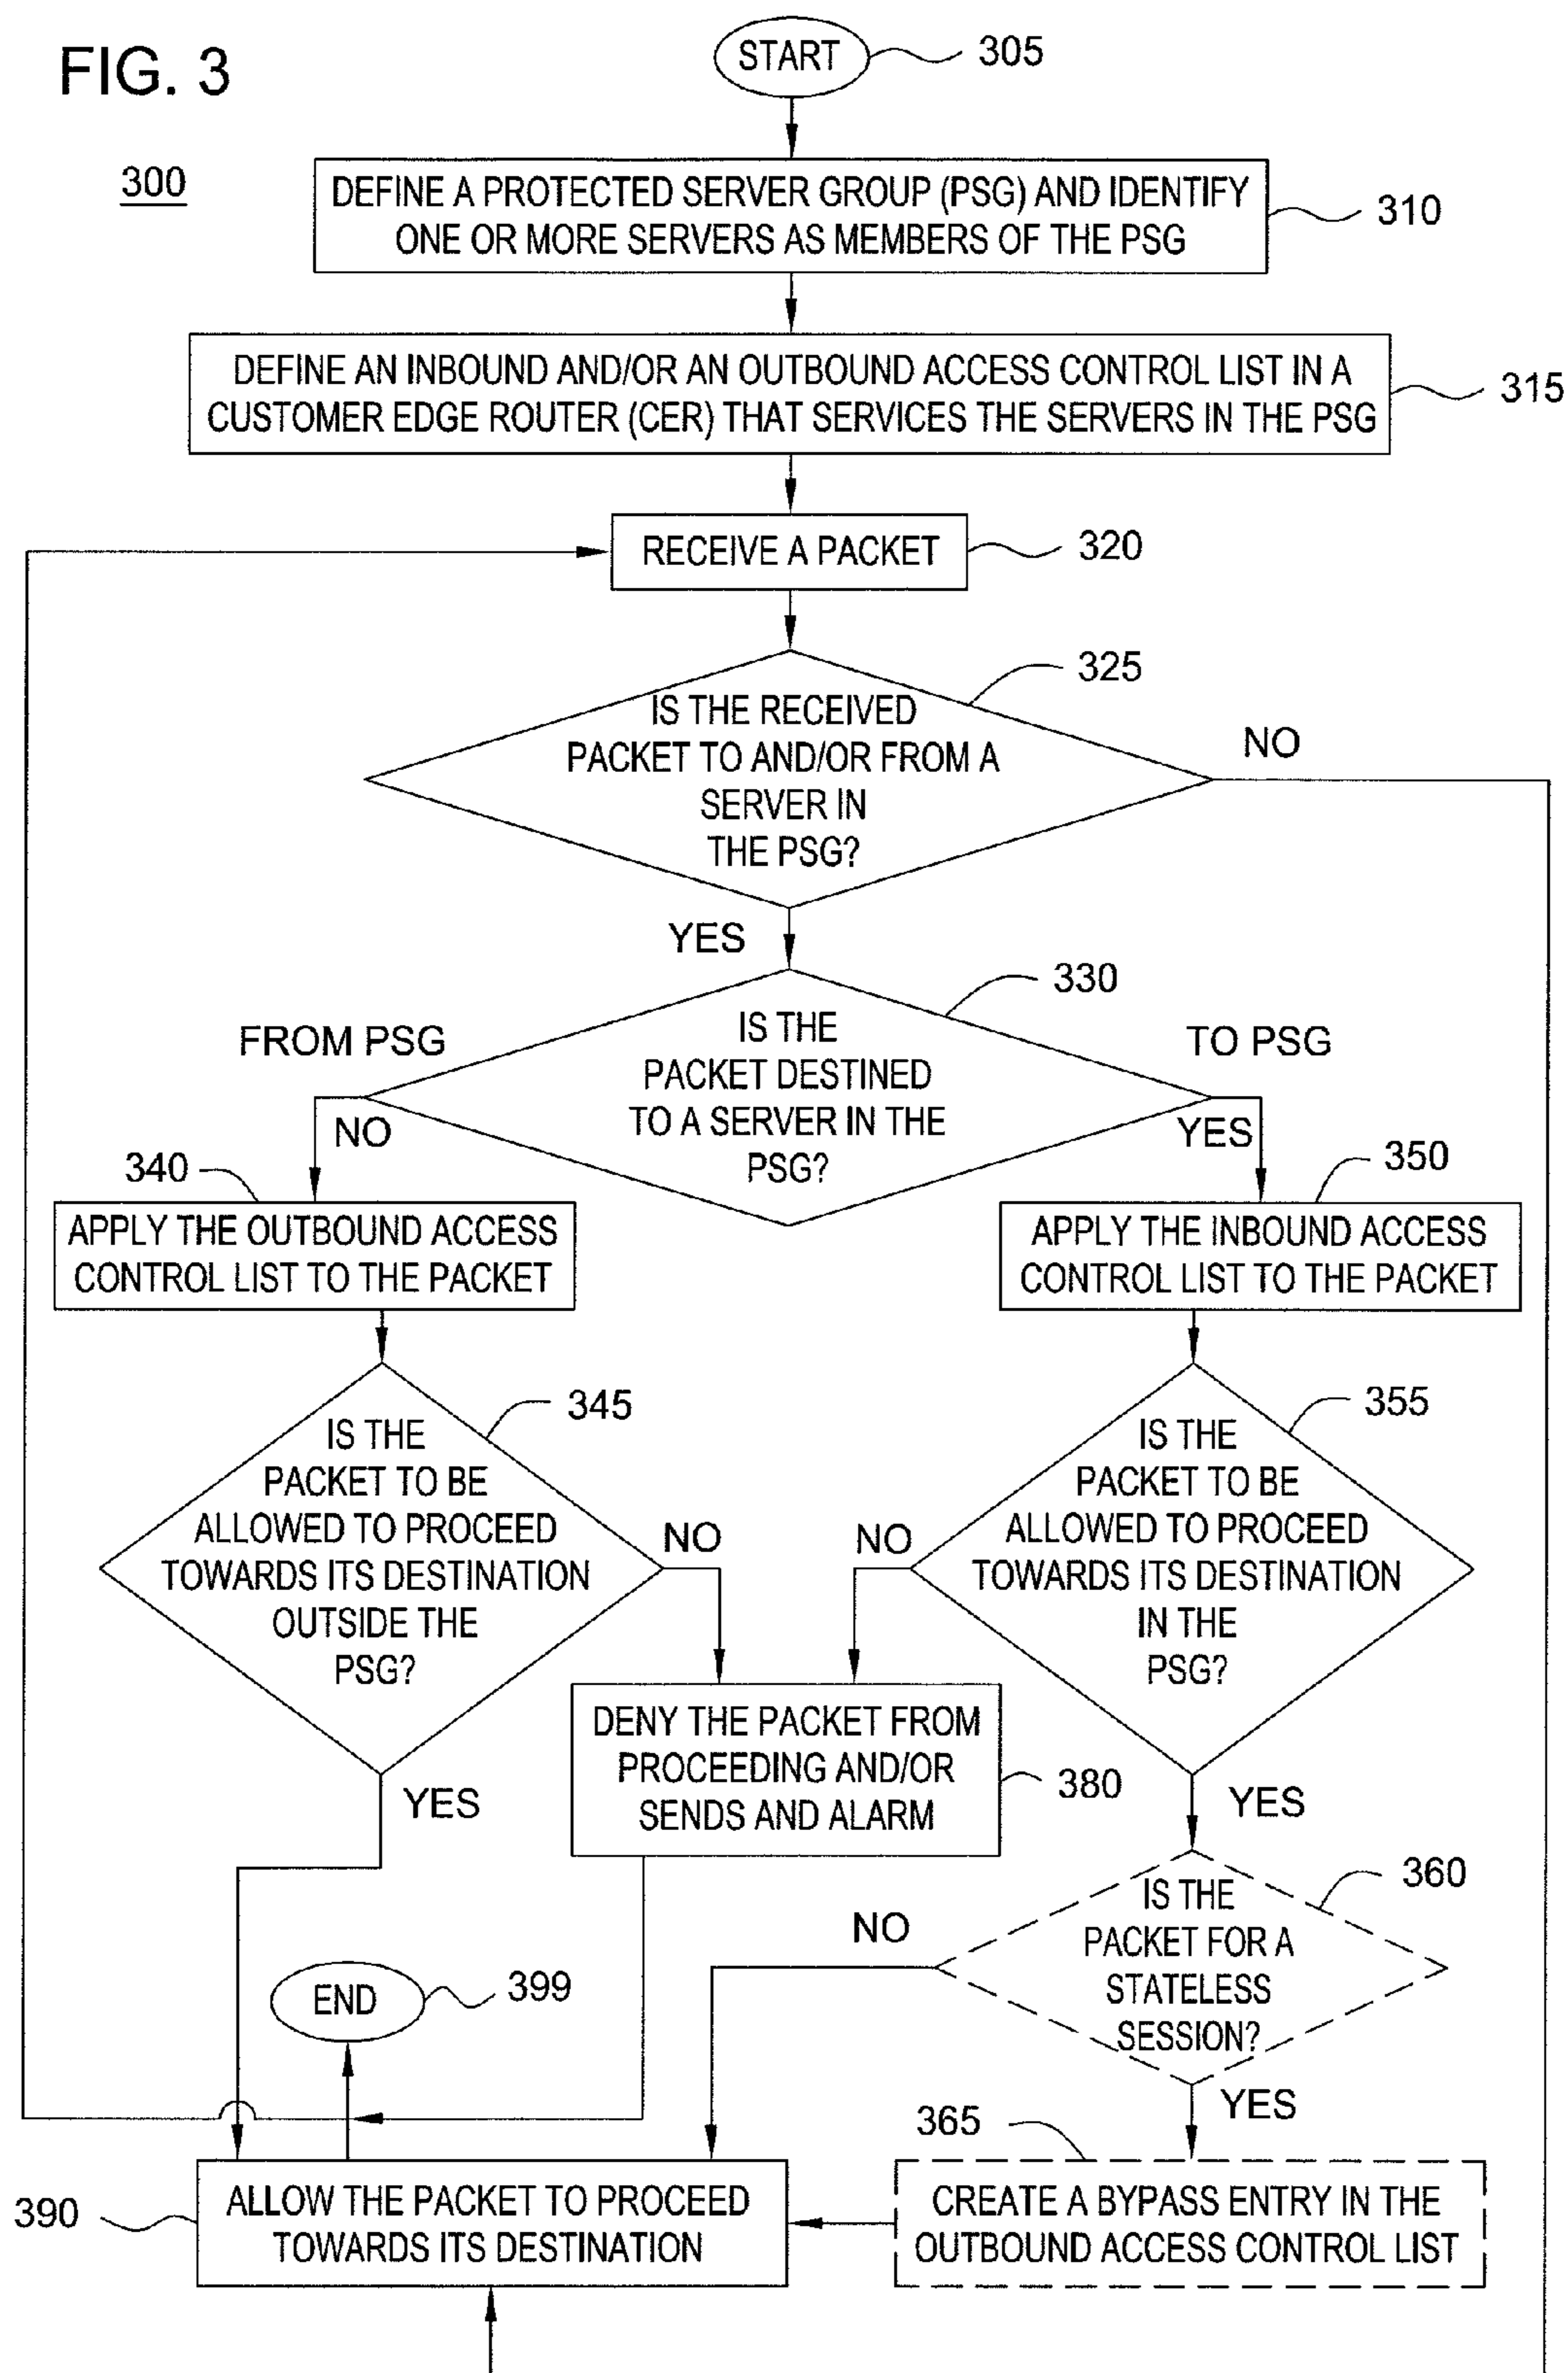 FIG. 3
300
START
305
DEFINE A PROTECTED SERVER GROUP (PSG) AND IDENTIFY
ONE OR MORE SERVERS AS MEMBERS OF THE PSG
310
DEFINE AN INBOUND AND/OR AN OUTBOUND ACCESS CONTROL LIST IN A
CUSTOMER EDGE ROUTER (CER) THAT SERVICES THE SERVERS IN THE PSG
315
RECEIVE A PACKET
320
IS THE RECEIVED
PACKET TO AND/OR FROM A
SERVER IN
THE PSG?
325
NO
YES
IS THE
PACKET DESTINED
TO A SERVER IN THE
PSG?
330
FROM PSG
NO
TO PSG
YES
340
APPLY THE OUTBOUND ACCESS
CONTROL LIST TO THE PACKET
350
APPLY THE INBOUND ACCESS
CONTROL LIST TO THE PACKET
IS THE
PACKET TO BE
ALLOWED TO PROCEED
TOWARDS ITS DESTINATION
OUTSIDE THE
PSG?
345
NO
YES
IS THE
PACKET TO BE
ALLOWED TO PROCEED
TOWARDS ITS DESTINATION
IN THE
PSG?
355
NO
YES
DENY THE PACKET FROM
PROCEEDING AND/OR
SENDS AND ALARM
380
IS THE
PACKET FOR A
STATELESS
SESSION?
360
NO
YES
END
399
365
CREATE A BYPASS ENTRY IN THE
OUTBOUND ACCESS CONTROL LIST
390
ALLOW THE PACKET TO PROCEED
TOWARDS ITS DESTINATION